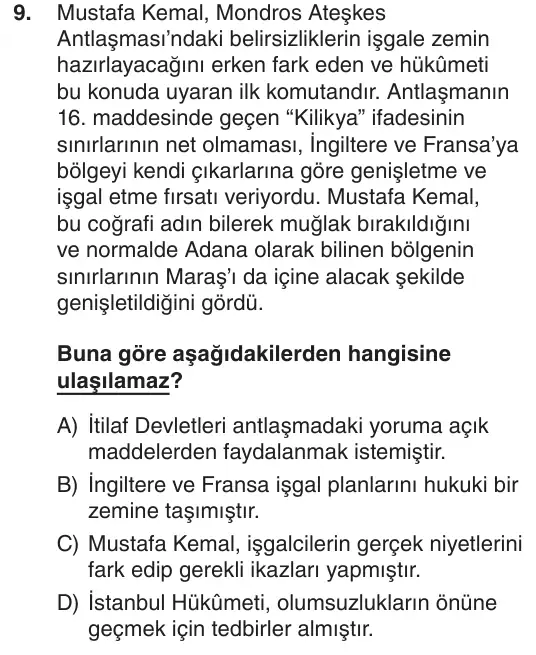 9. Mustafa Kemal, Mondros Ateşkes
Antlaşması’ndaki belirsizliklerin işgale zemin
hazırlayacağını erken fark eden ve hükûmeti
bu konuda uyaran ilk komutandır. Antlaşmanın
16. maddesinde geçen “Kilikya” ifadesinin
sınırlarının net olmaması, İngiltere ve Fransa’ya
bölgeyi kendi çıkarlarına göre genişletme ve
işgal etme fırsatı veriyordu. Mustafa Kemal,
bu coğrafi adın bilerek muğlak bırakıldığını
ve normalde Adana olarak bilinen bölgenin
sınırlarının Maraş’ı da içine alacak şekilde
genişletildiğini gördü.
Buna göre aşağıdakilerden hangisine
ulaşılamaz?
A) İtilaf Devletleri antlaşmadaki yoruma açık
maddelerden faydalanmak istemiştir.
B) İngiltere ve Fransa işgal planlarını hukuki bir
zemine taşımıştır.
C) Mustafa Kemal, işgalcilerin gerçek niyetlerini
fark edip gerekli ikazları yapmıştır.
D) İstanbul Hükûmeti, olumsuzlukların önüne
geçmek için tedbirler almıştır.